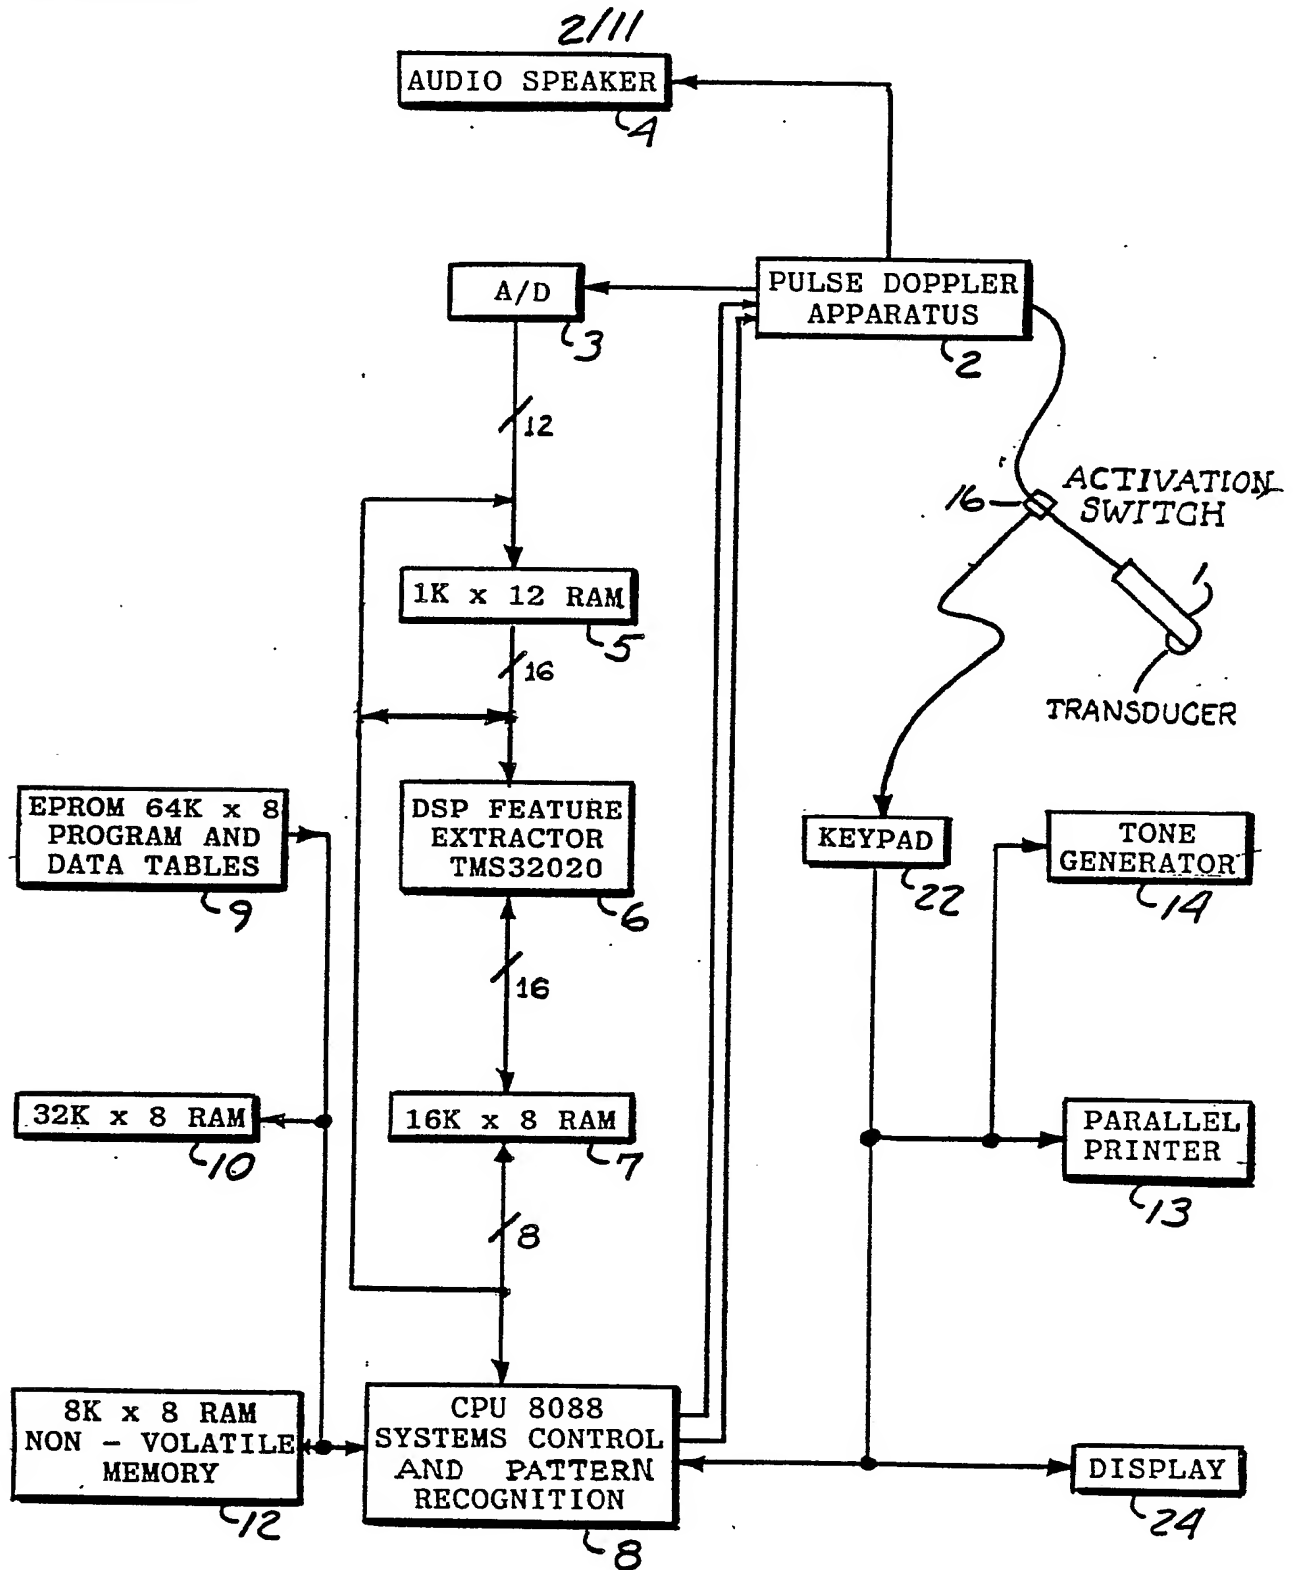 2/11
AUDIO SPEAKER
4
A/D
3
PULSE DOPPLER
APPARATUS
2
12
16
ACTIVATION
SWITCH
1
TRANSDUCER
1K x 12 RAM
5
16
EPROM 64K x 8
PROGRAM AND
DATA TABLES
9
DSP FEATURE
EXTRACTOR
TMS32020
6
KEYPAD
22
TONE
GENERATOR
14
16
32K x 8 RAM
10
16K x 8 RAM
7
PARALLEL
PRINTER
13
8
8K x 8 RAM
NON - VOLATILE
MEMORY
12
CPU 8088
SYSTEMS CONTROL
AND PATTERN
RECOGNITION
8
DISPLAY
24